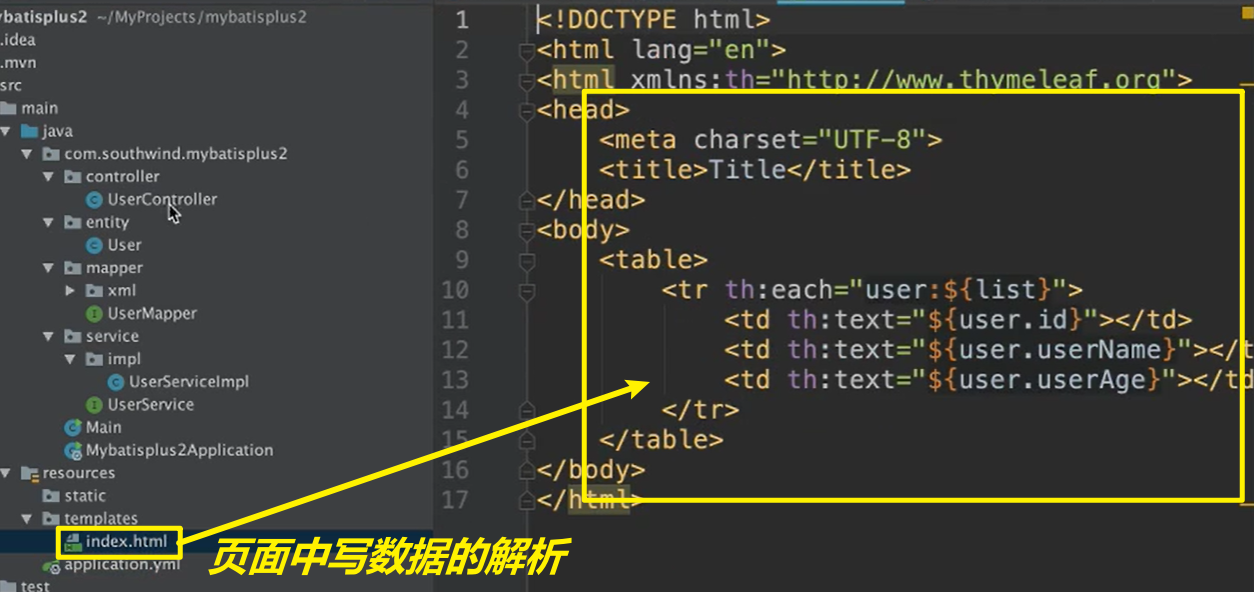 ybatisplus2 ~/MyProjects/mybatisplus2
.idea
.mvn
src
main
java
com.southwind.mybatisplus2
controller
UserController
entity
User
mapper
xml
UserMapper
service
impl
UserServiceImpl
UserService
Main
Mybatisplus2Application
resources
static
templates
index.html
application.yml
test
1 <!DOCTYPE html>
2 <html lang="en">
3 <html xmlns:th="http://www.thymeleaf.org">
4 <head>
5 <meta charset="UTF-8">
6 <title>Title</title>
7 </head>
8 <body>
9 <table>
10 <tr th:each="user:${list}">
11 <td th:text="${user.id}"></td>
12 <td th:text="${user.userName}"></t
13 <td th:text="${user.userAge}"></td
14 </tr>
15 </table>
16 </body>
17 </html>
页面中写数据的解析